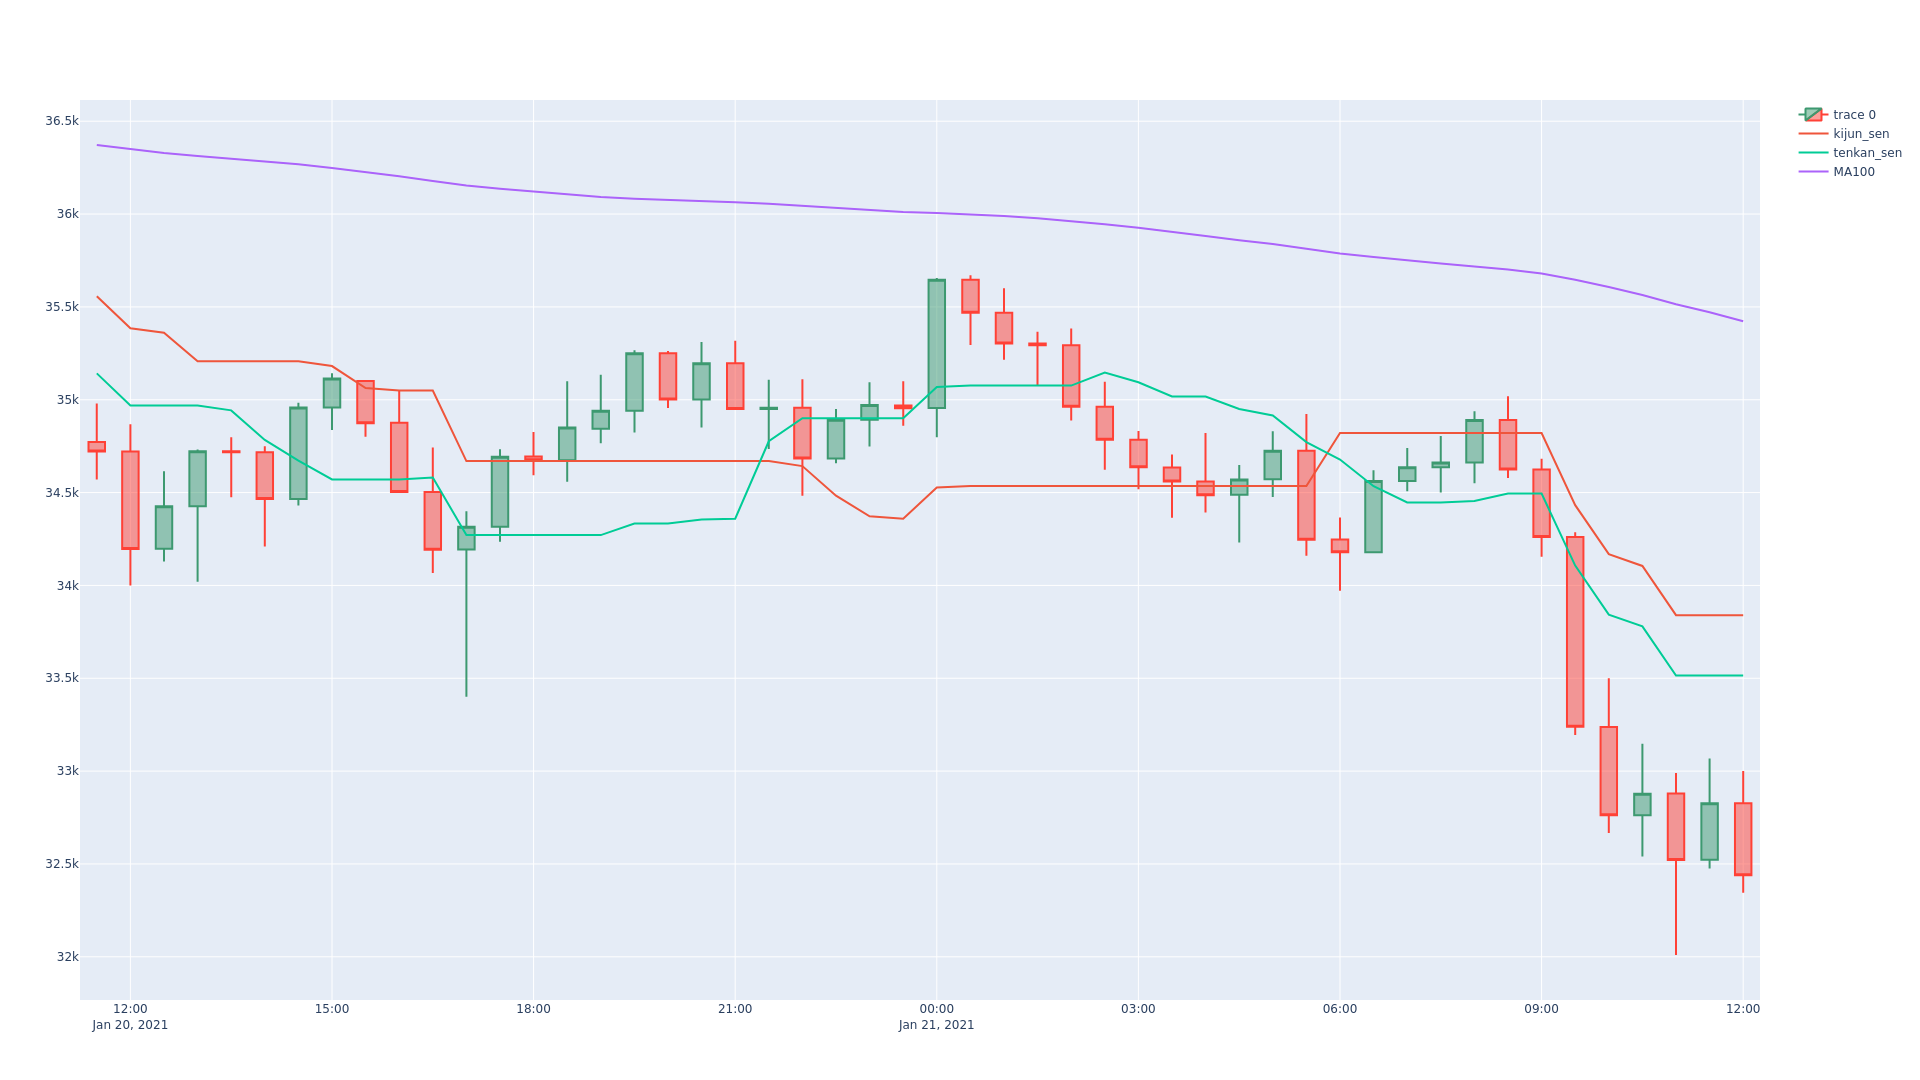 36.5k
36k
35.5k
35k
34.5k
34k
33.5k
33k
32.5k
32k
12:00
Jan 20, 2021
15:00
18:00
21:00
00:00
Jan 21, 2021
03:00
06:00
09:00
12:00
trace 0
kijun_sen
tenkan_sen
MA100